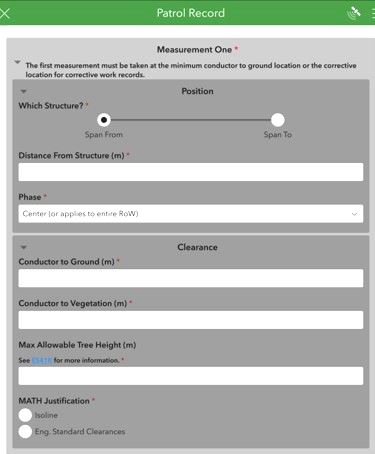 Patrol Record
Measurement One *
The first measurement must be taken at the minimum conductor to ground location or the corrective
location for corrective work records.
Position
Which Structure? *
Span From
Span To
Distance From Structure (m) *
Phase *
Center (or applies to entire RoW)
Clearance
Conductor to Ground (m) *
Conductor to Vegetation (m) *
Max Allowable Tree Height (m)
See for more information. *
MATH Justification *
Isoline
Eng. Standard Clearances